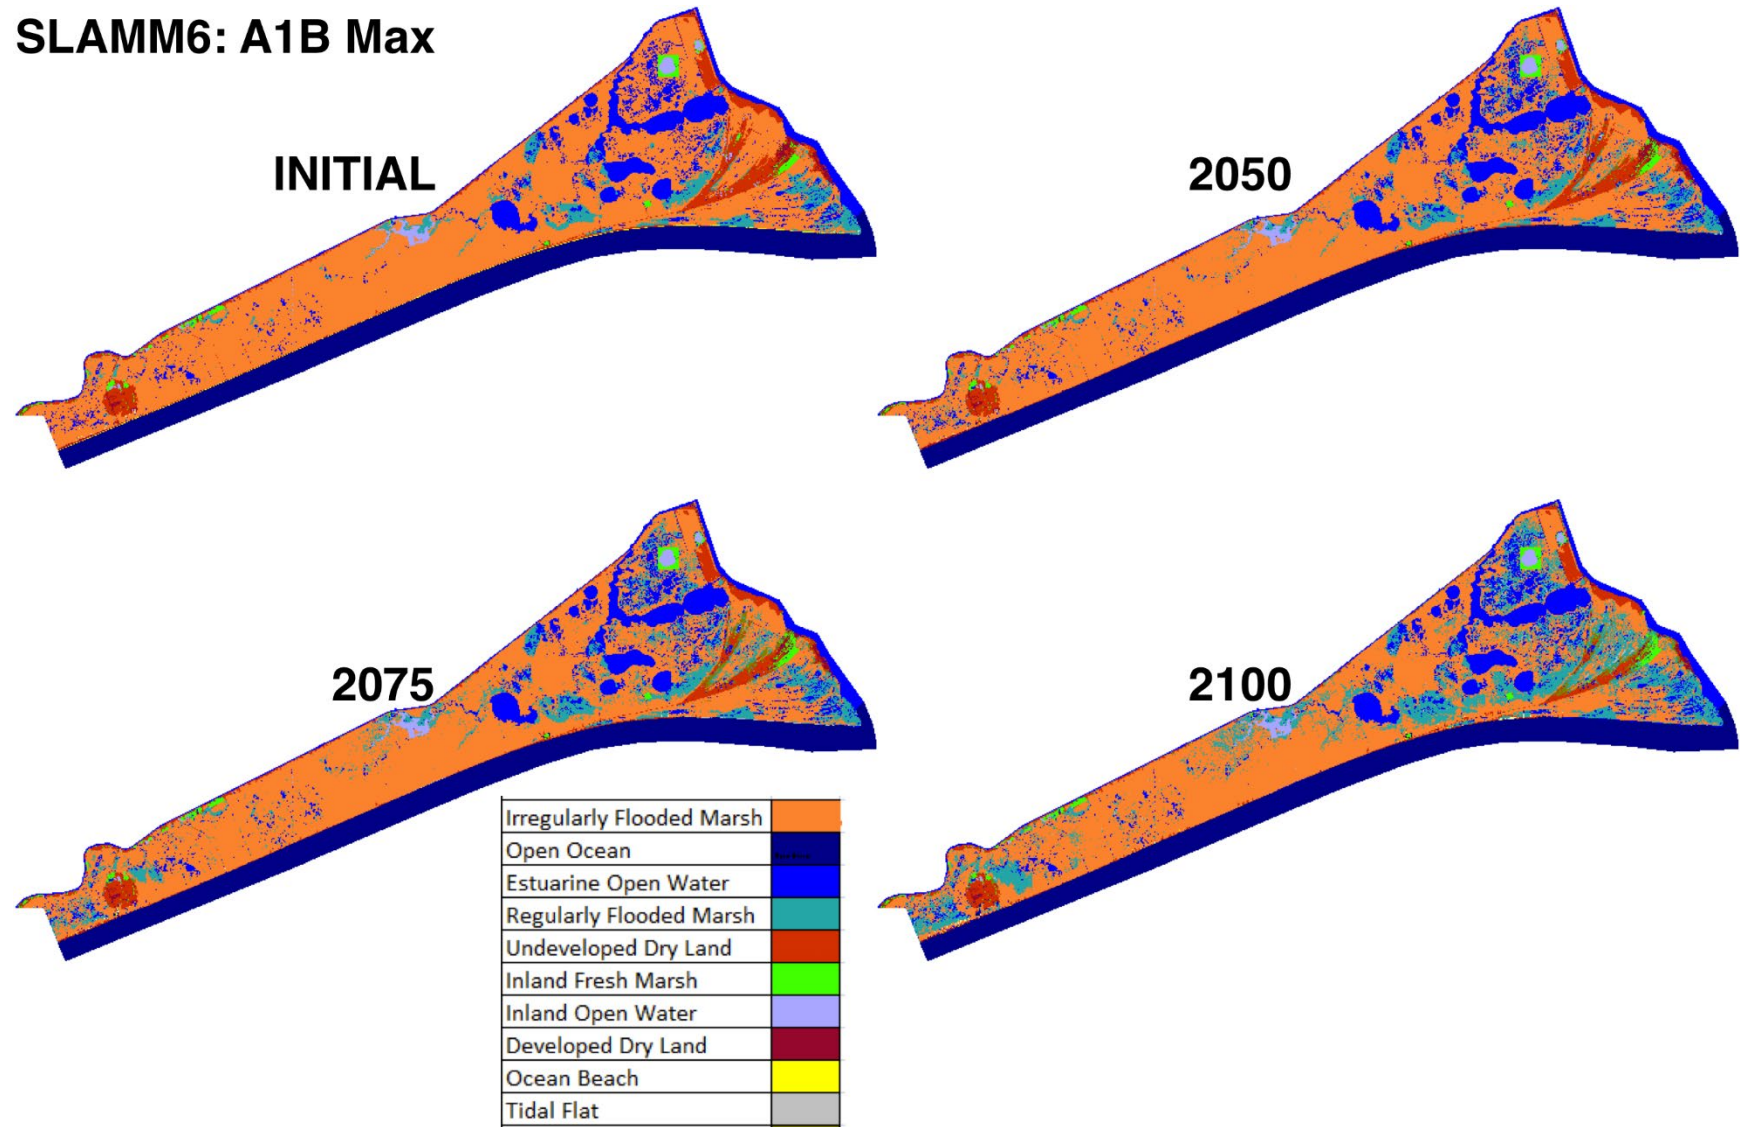 SLAMM6: A1B Max
INITIAL
2050
2075
2100
Irregularly Flooded Marsh
Open Ocean
Estuarine Open Water
Regularly Flooded Marsh
Undeveloped Dry Land
Inland Fresh Marsh
Inland Open Water
Developed Dry Land
Ocean Beach
Tidal Flat